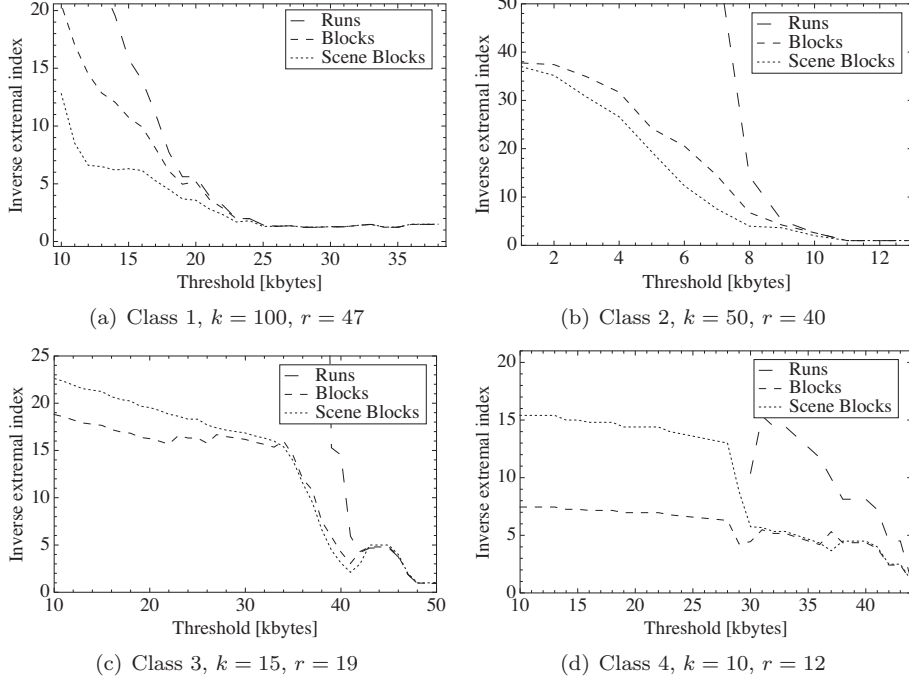 Inverse extremal index
20
15
10
5
0
Runs
Blocks
Scene Blocks
10 15 20 25 30 35
Threshold [kbytes]
(a) Class 1, k = 100, r = 47
Inverse extremal index
50
40
30
20
10
0
Runs
Blocks
Scene Blocks
2 4 6 8 10 12
Threshold [kbytes]
(b) Class 2, k = 50, r = 40
Inverse extremal index
25
20
15
10
5
0
Runs
Blocks
Scene Blocks
10 20 30 40 50
Threshold [kbytes]
(c) Class 3, k = 15, r = 19
Inverse extremal index
20
15
10
5
0
Runs
Blocks
Scene Blocks
10 15 20 25 30 35 40
Threshold [kbytes]
(d) Class 4, k = 10, r = 12